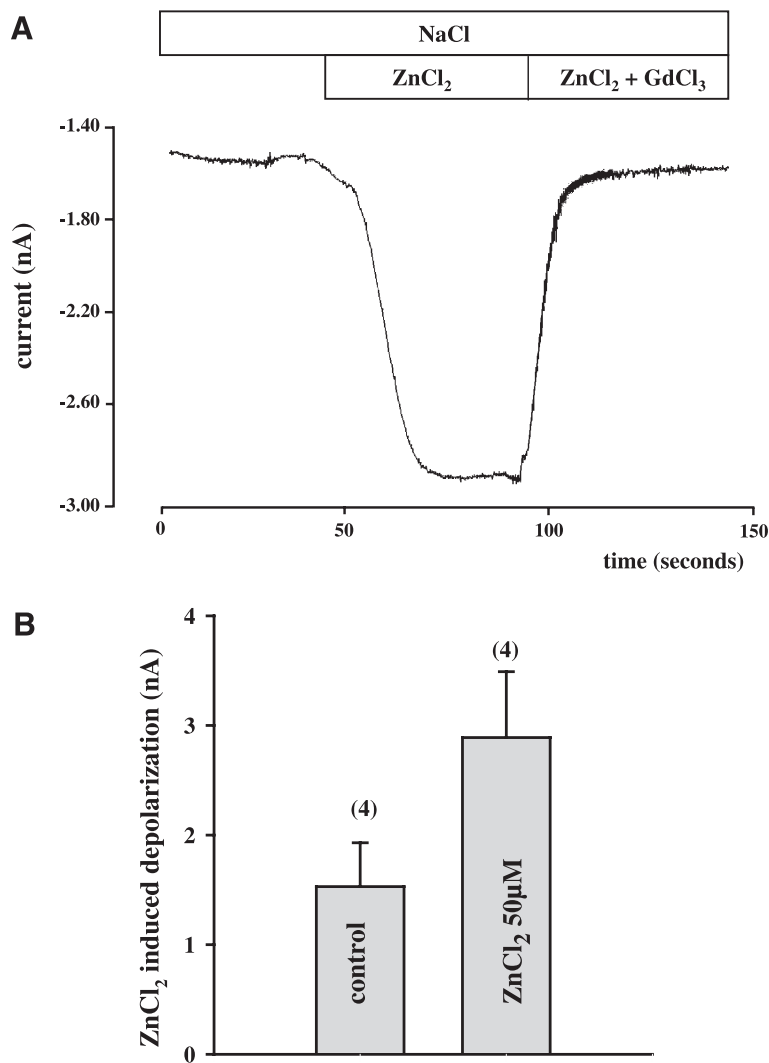 A
NaCl
ZnCl₂
ZnCl₂ + GdCl₃
current (nA)
-1.40
-1.80
-2.20
-2.60
-3.00
0
50
100
150
time (seconds)
B
ZnCl₂ induced depolarization (nA)
4
3
2
1
0
(4)
(4)
control
ZnCl₂ 50μM